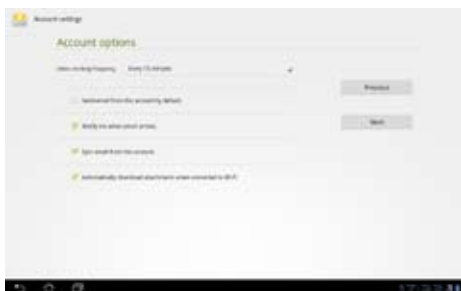 Account settings
Account options
Inbox checking frequency Every 15 minutes
Previous
Send email from this account by default.
Next
Notify me when email arrives.
Sync email from this account.
Automatically download attachments when connected to Wi-Fi